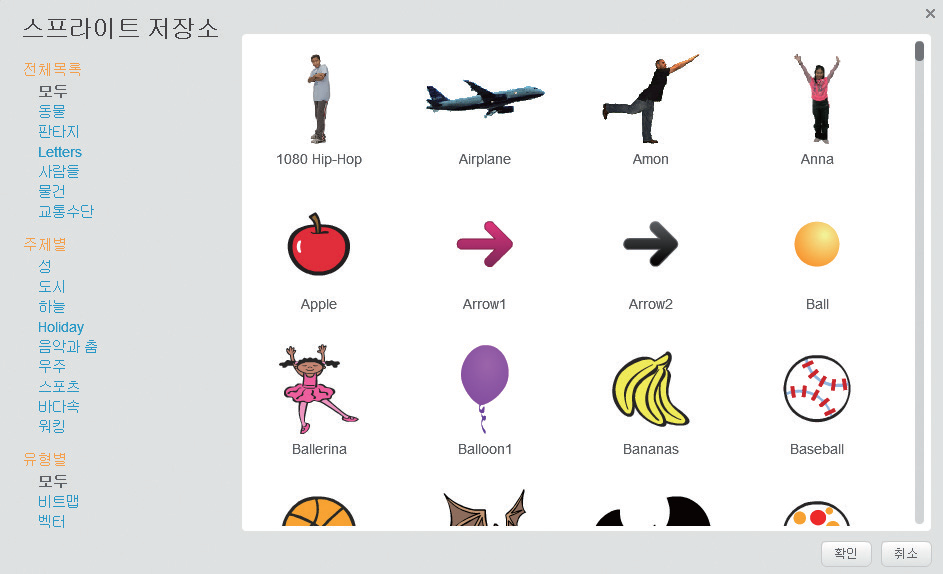 스프라이트 저장소
전체목록
모두
동물
판타지
Letters
사람들
물건
교통수단
주제별
성
도시
하늘
Holiday
음악과 춤
우주
스포츠
바다속
워킹
유형별
모두
비트맵
벡터
1080 Hip-Hop Airplane Amon Anna
Apple Arrow1 Arrow2 Ball
Ballerina Balloon1 Bananas Baseball
확인 취소